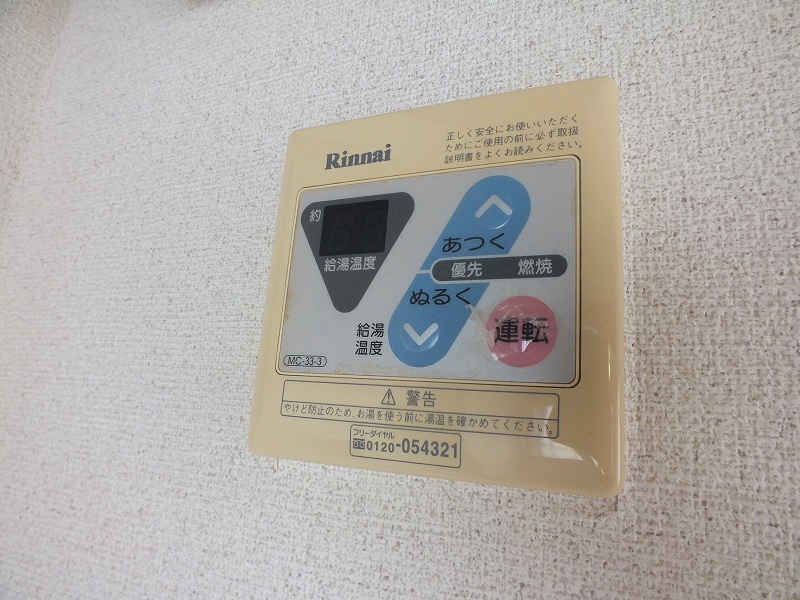 Rinnai
正しく安全にお使いいただく
ためにご使用の前に必ず取扱
説明書をよくお読みください。
約
給湯温度
あつく
優先 燃焼
ぬるく
給湯
温度
運転
MC-33-3
警告
やけど防止のため、お湯を使う前に湯温を確かめてください。
フリーダイヤル
0120-054321